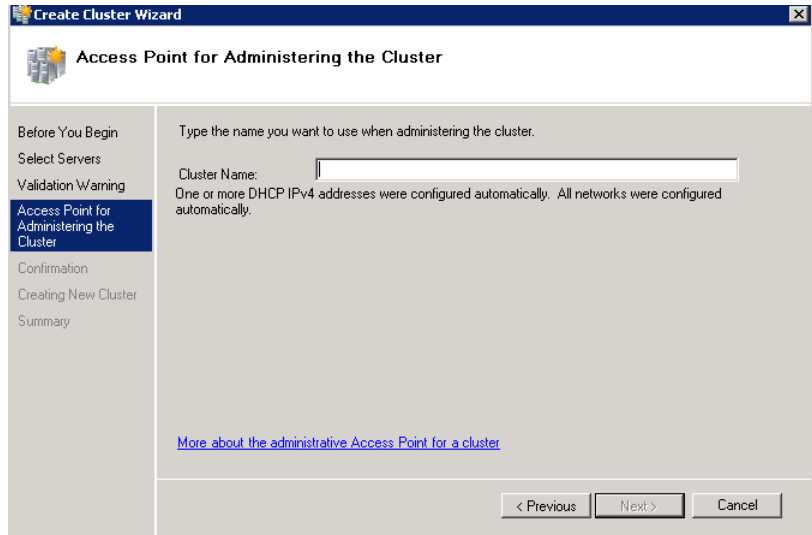 Create Cluster Wizard
Access Point for Administering the Cluster
Before You Begin
Select Servers
Validation Warning
Access Point for
Administering the
Cluster
Confirmation
Creating New Cluster
Summary
Type the name you want to use when administering the cluster.
Cluster Name:
One or more DHCP IPv4 addresses were configured automatically. All networks were configured
automatically.
More about the administrative Access Point for a cluster
< Previous
Next >
Cancel